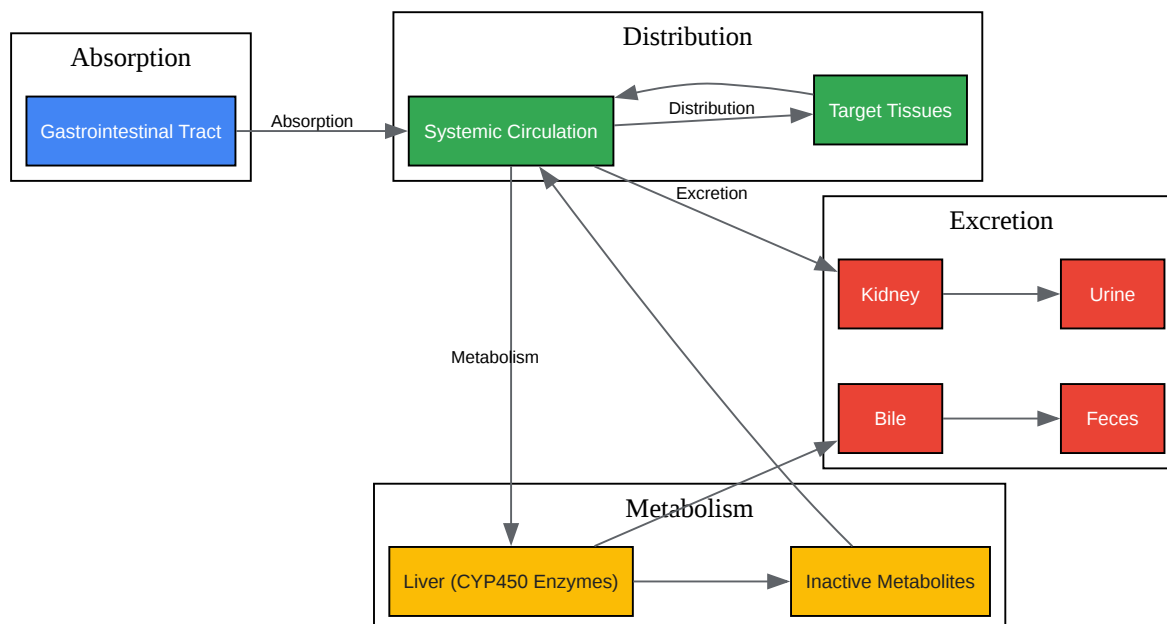 Absorption
Gastrointestinal Tract
Absorption
Distribution
Systemic Circulation
Distribution
Target Tissues
Excretion
Metabolism
Excretion
Kidney
Urine
Bile
Feces
Metabolism
Liver (CYP450 Enzymes)
Inactive Metabolites